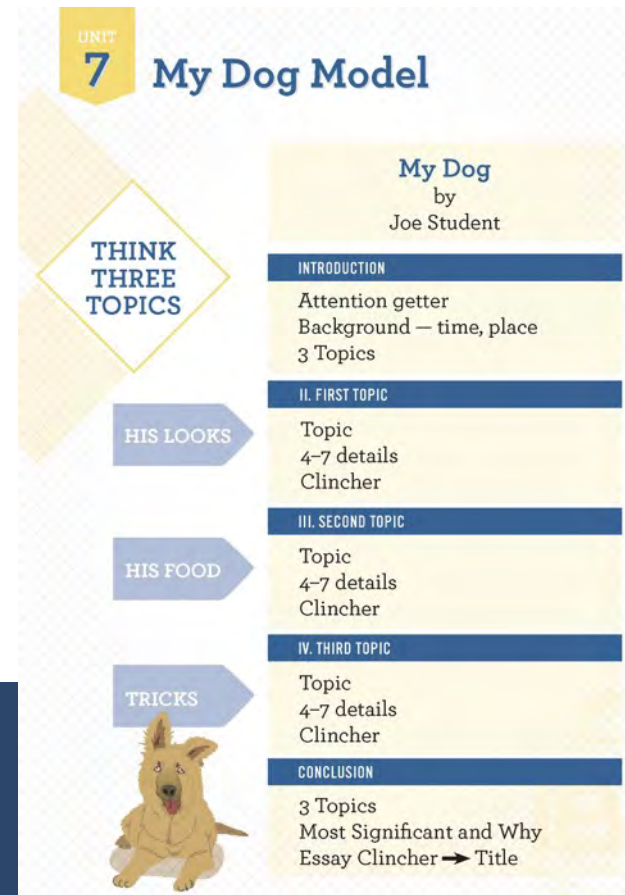 UNIT
7
My Dog Model
My Dog
by
Joe Student
THINK
THREE
TOPICS
INTRODUCTION
Attention getter
Background — time, place
3 Topics
HIS LOOKS
II. FIRST TOPIC
Topic
4–7 details
Clincher
HIS FOOD
III. SECOND TOPIC
Topic
4–7 details
Clincher
TRICKS
IV. THIRD TOPIC
Topic
4–7 details
Clincher
CONCLUSION
3 Topics
Most Significant and Why
Essay Clincher → Title